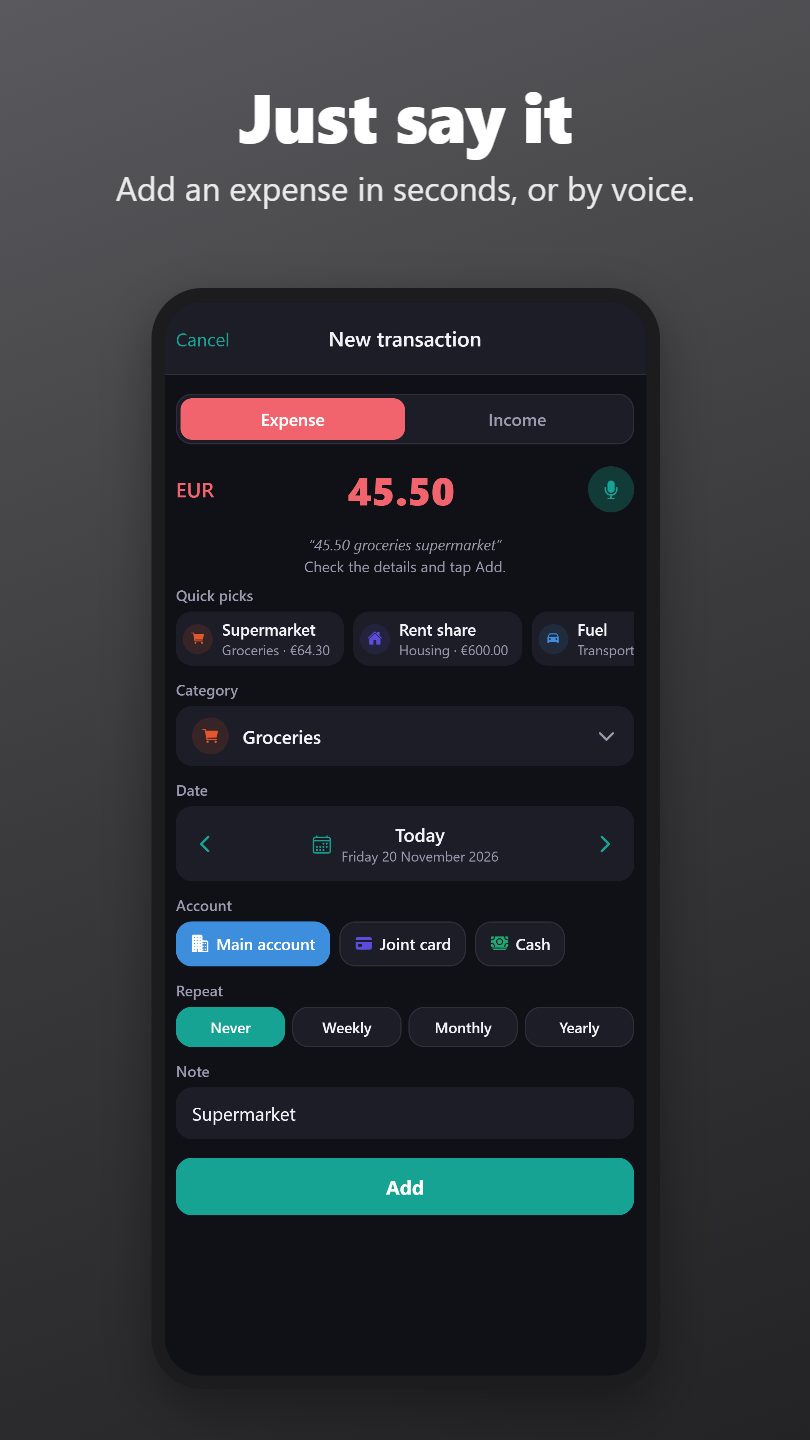 Just say it
Add an expense in seconds, or by voice.
Cancel
New transaction
Expense
Income
EUR
45.50
“45.50 groceries supermarket”
Check the details and tap Add.
Quick picks
Supermarket
Groceries · €64.30
Rent share
Housing · €600.00
Fuel
Transport
Category
Groceries
Date
Today
Friday 20 November 2026
Account
Main account
Joint card
Cash
Repeat
Never
Weekly
Monthly
Yearly
Note
Supermarket
Add